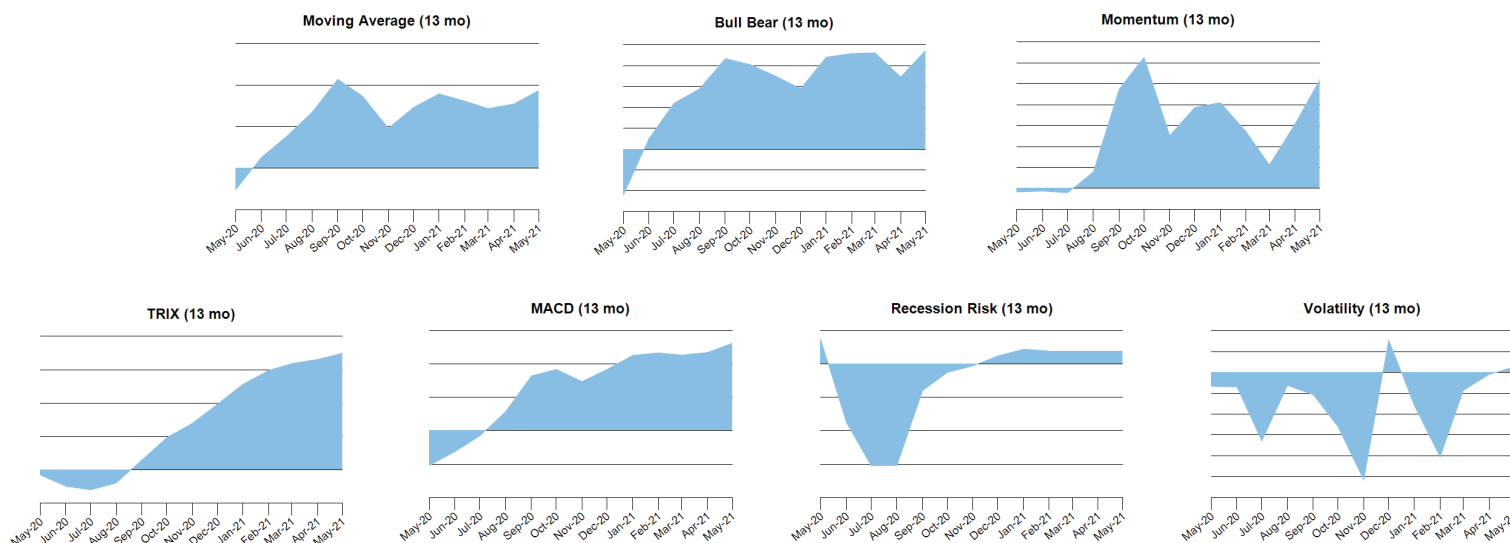 Moving Average (13 mo)
May-20
Jun-20
Jul-20
Aug-20
Sep-20
Oct-20
Nov-20
Dec-20
Jan-21
Feb-21
Mar-21
Apr-21
May-21
Bull Bear (13 mo)
May-20
Jun-20
Jul-20
Aug-20
Sep-20
Oct-20
Nov-20
Dec-20
Jan-21
Feb-21
Mar-21
Apr-21
May-21
Momentum (13 mo)
May-20
Jun-20
Jul-20
Aug-20
Sep-20
Oct-20
Nov-20
Dec-20
Jan-21
Feb-21
Mar-21
Apr-21
May-21
TRIX (13 mo)
May-20
Jun-20
Jul-20
Aug-20
Sep-20
Oct-20
Nov-20
Dec-20
Jan-21
Feb-21
Mar-21
Apr-21
May-21
MACD (13 mo)
May-20
Jun-20
Jul-20
Aug-20
Sep-20
Oct-20
Nov-20
Dec-20
Jan-21
Feb-21
Mar-21
Apr-21
May-21
Recession Risk (13 mo)
May-20
Jun-20
Jul-20
Aug-20
Sep-20
Oct-20
Nov-20
Dec-20
Jan-21
Feb-21
Mar-21
Apr-21
May-21
Volatility (13 mo)
May-20
Jun-20
Jul-20
Aug-20
Sep-20
Oct-20
Nov-20
Dec-20
Jan-21
Feb-21
Mar-21
Apr-21
May-2